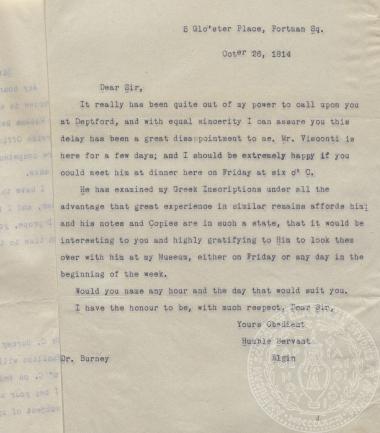 5 Glo'ster Place, Portman Sq.
Octer 26, 1814
Dear Sir,
It really has been quite out of my power to call upon you
at Deptford, and with equal sincerity I can assure you this
delay has been a great disappointment to me. Mr. Visconti is
here for a few days; and I should be extremely happy if you
could meet him at dinner here on Friday at six o' C.
He has examined my Greek Inscriptions under all the
advantage that great experience in similar remains affords him;
and his notes and Copies are in such a state, that it would be
interesting to you and highly gratifying to Him to look them
over with him at my Museum, either on Friday or any day in the
beginning of the week.
Would you name any hour and the day that would suit you.
I have the honour to be, with much respect, Dear Sir,
Yours Obedient
Humble Servant
Dr. Burney Elgin